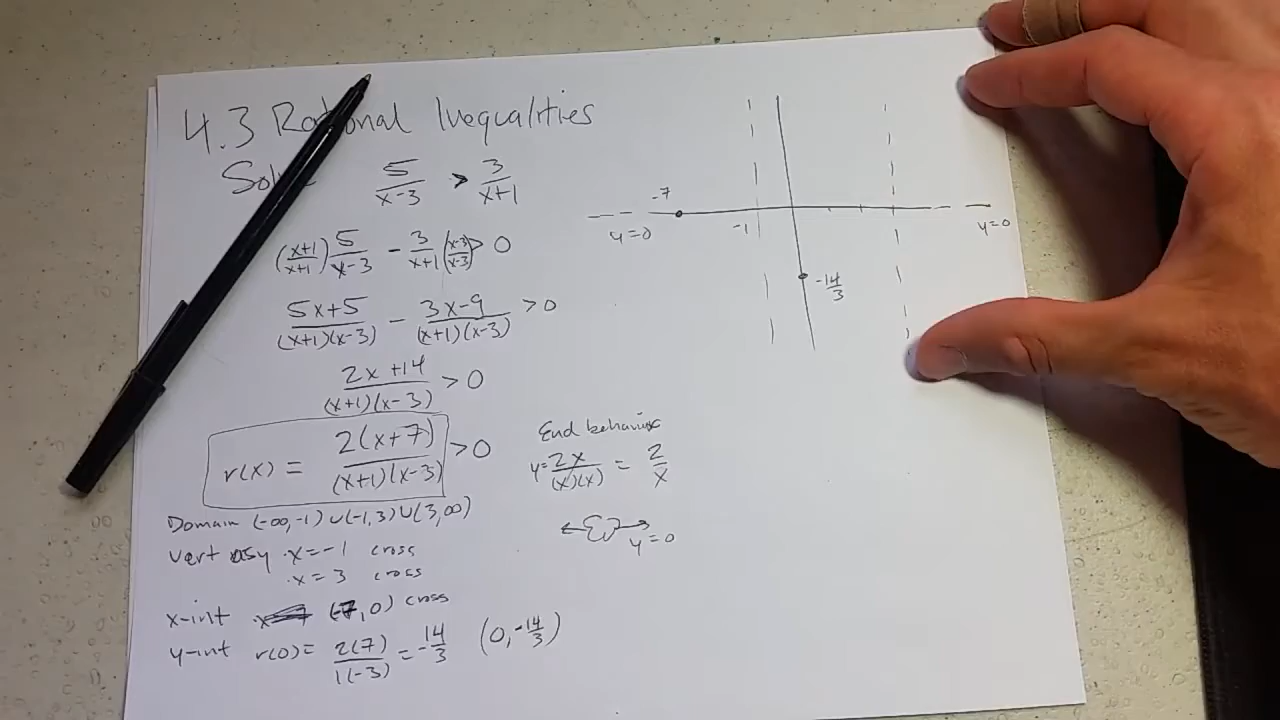 4.3 Rational Inequalities
Solve 5/(x-3) > 3/(x+1)
((x+1)/(x+1)) 5/(x-3) - 3/(x+1) ((x-3)/(x-3)) > 0
(5x+5)/((x+1)(x-3)) - (3x-9)/((x+1)(x-3)) > 0
(2x+14)/((x+1)(x-3)) > 0
r(x) = 2(x+7)/((x+1)(x-3)) > 0
Domain (-∞,-1) ∪ (-1,3) ∪ (3,∞)
vert asy · x=-1 cross
· x=3 cross
x-int (-7,0) cross
y-int r(0) = 2(7)/(1(-3)) = -14/3 (0, -14/3)
End behavior
y = 2x/((x)(x)) = 2/x
y=0
-7
y=0
-1
y=0
-14/3